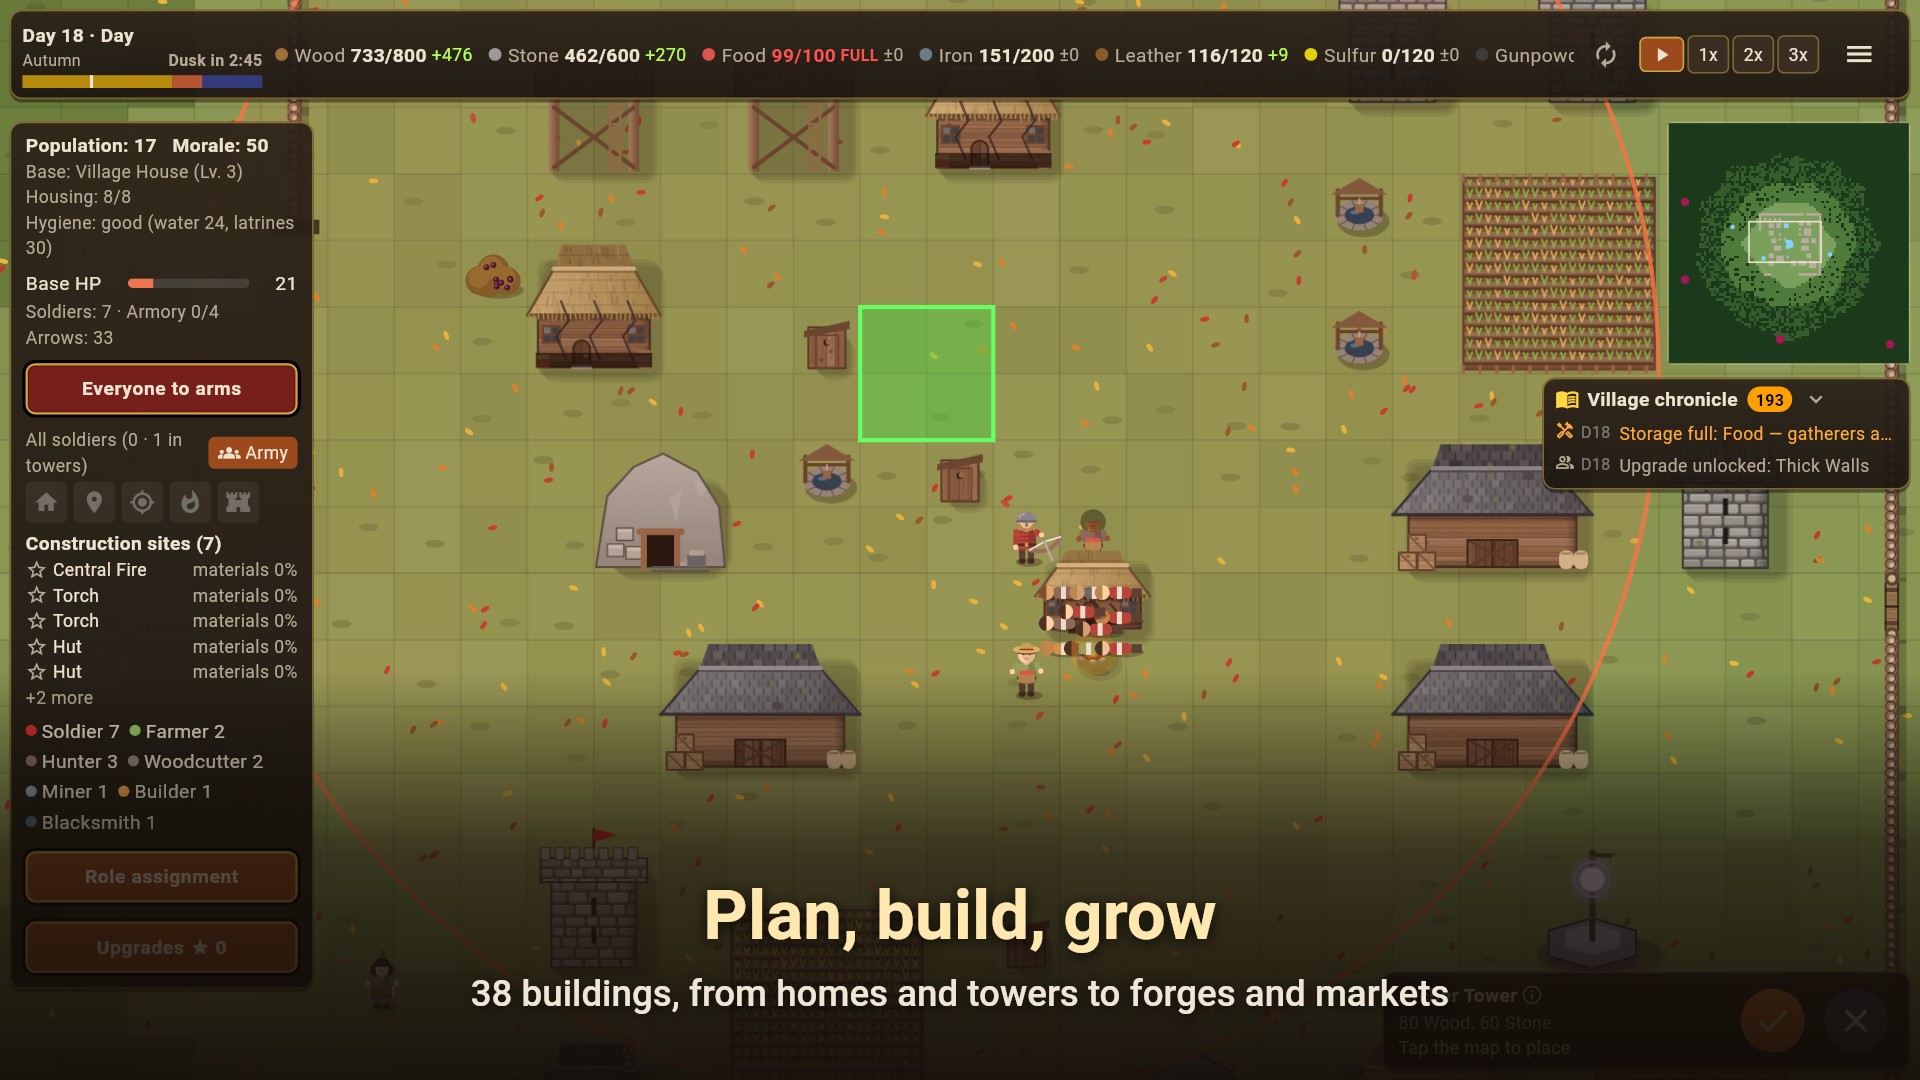 Day 18 · Day
Autumn
Dusk in 2:45
Wood 733/800 +476
Stone 462/600 +270
Food 99/100 FULL ±0
Iron 151/200 ±0
Leather 116/120 +9
Sulfur 0/120 ±0
1x
2x
3x
Population: 17 Morale: 50
Base: Village House (Lv. 3)
Housing: 8/8
Hygiene: good (water 24, latrines
30)
Base HP 21
Soldiers: 7 · Armory 0/4
Arrows: 33
Everyone to arms
All soldiers (0 · 1 in
towers)
Army
Construction sites (7)
Central Fire materials 0%
Torch materials 0%
Torch materials 0%
Hut materials 0%
Hut materials 0%
+2 more
Soldier 7 Farmer 2
Hunter 3 Woodcutter 2
Miner 1 Builder 1
Blacksmith 1
Role assignment
Upgrades ★ 0
Village chronicle 193
D18 Storage full: Food — gatherers a...
D18 Upgrade unlocked: Thick Walls
Plan, build, grow
38 buildings, from homes and towers to forges and markets
Tower
80 Wood, 60 Stone
Tap the map to place